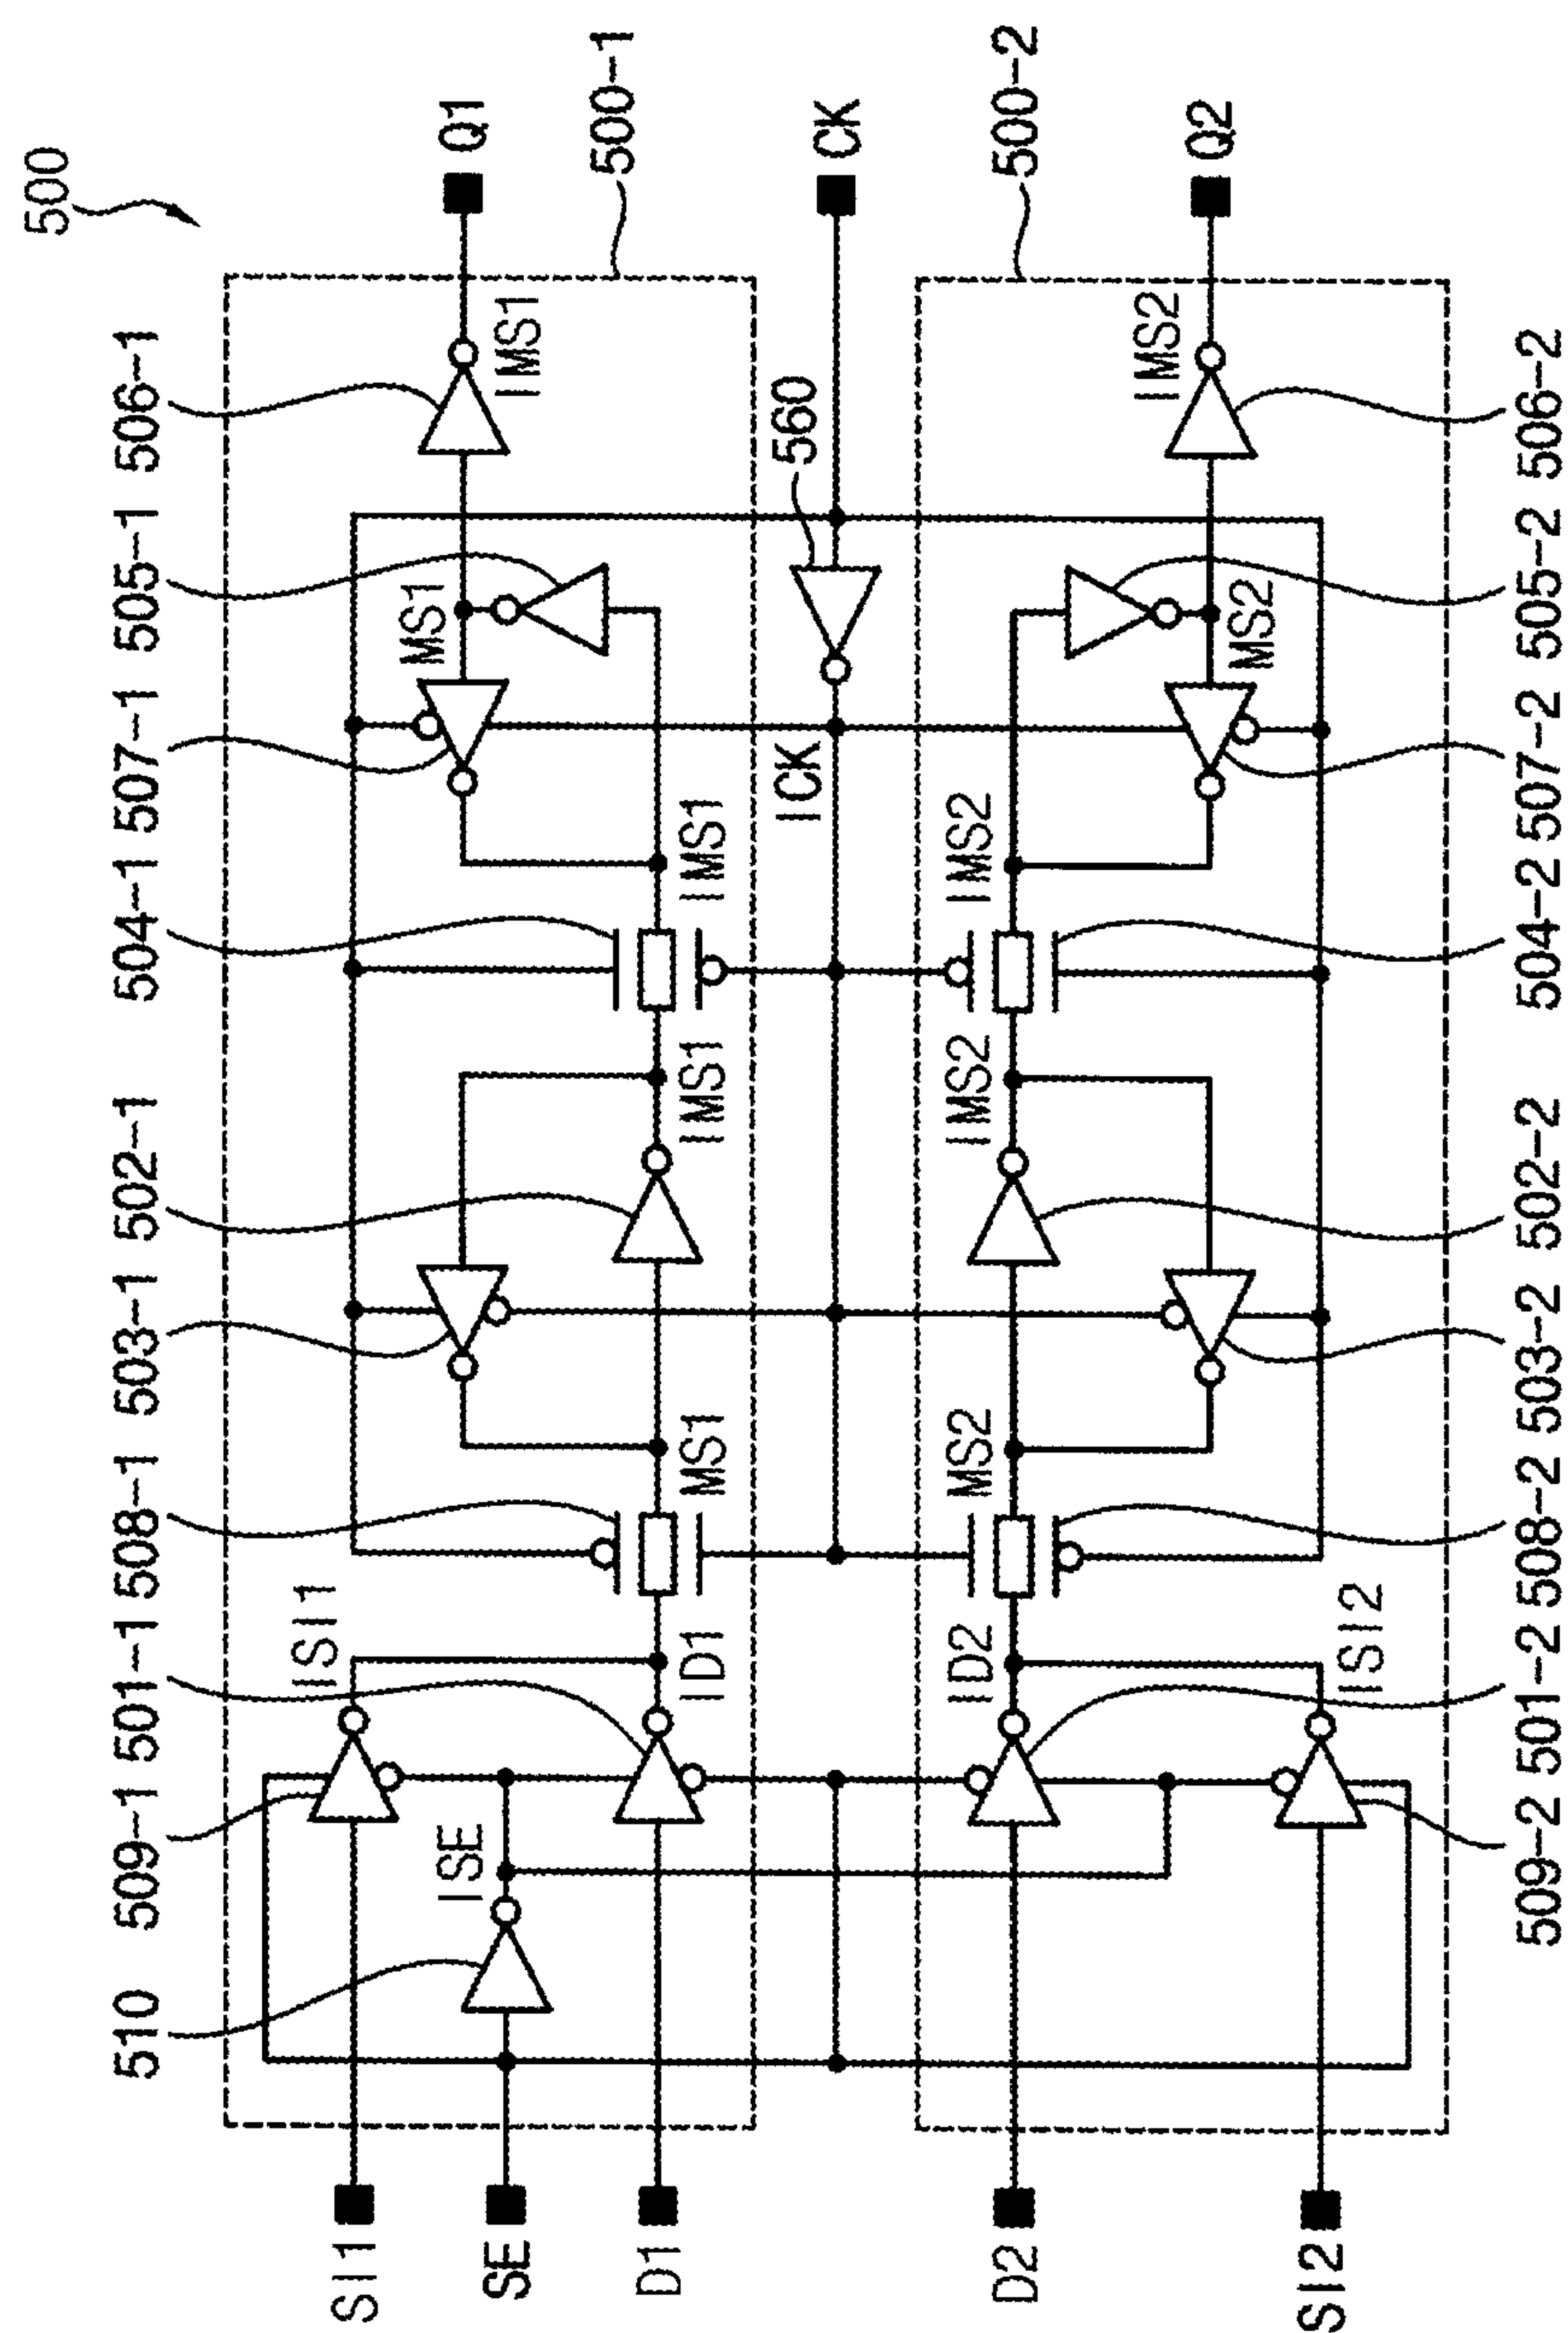 500
510
509-1
501-1
508-1
503-1
502-1
504-1
507-1
505-1
506-1
SI1
ISI1
MS1
IMS1
Q1
SE
ISE
ID1
MS1
IMS1
IMS1
500-1
D1
560
ICK
CK
D2
ID2
MS2
IMS2
IMS2
500-2
MS2
IMS2
Q2
SI2
ISI2
509-2
501-2
508-2
503-2
502-2
504-2
507-2
505-2
506-2